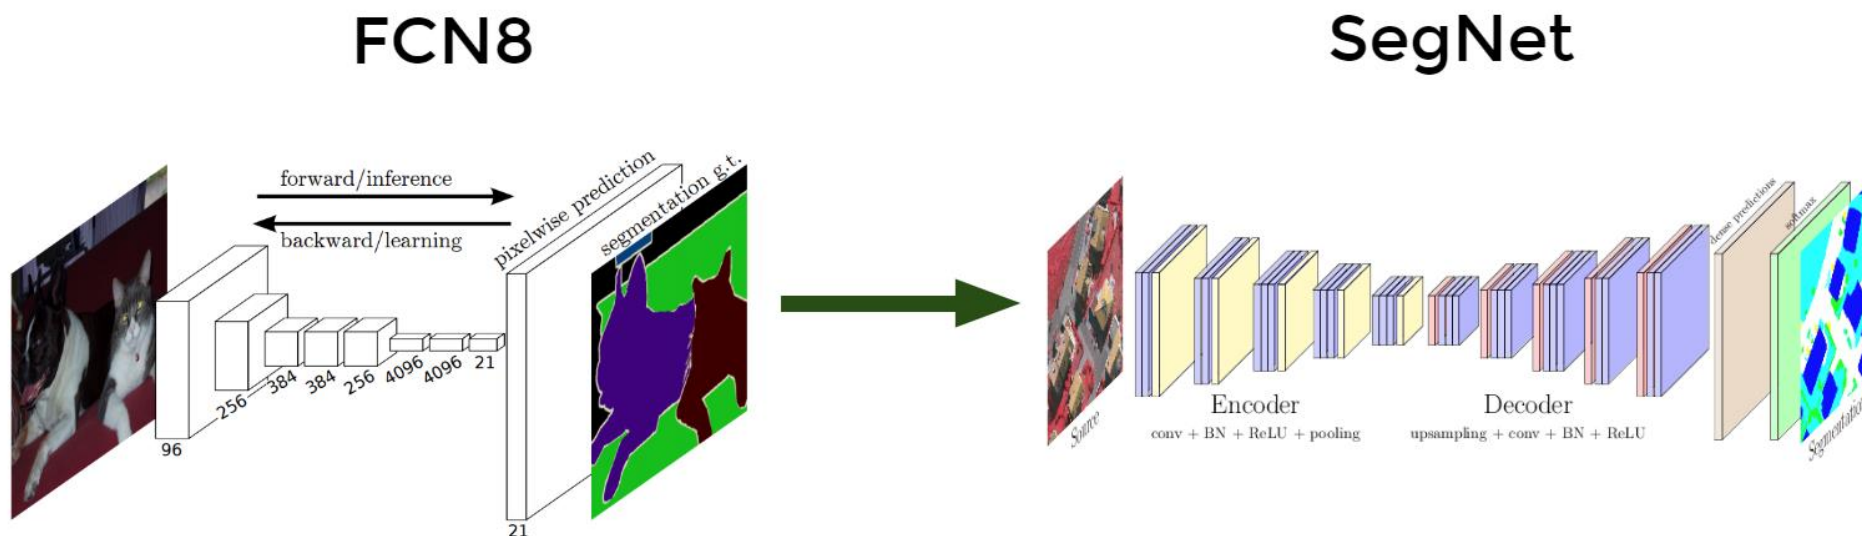 FCN8
SegNet
forward/inference
backward/learning
pixelwise prediction
segmentation g.t.
96
256
384
384
256
4096
4096
21
21
Source
Encoder
conv + BN + ReLU + pooling
Decoder
upsampling + conv + BN + ReLU
dense predictions
softmax
Segmentation